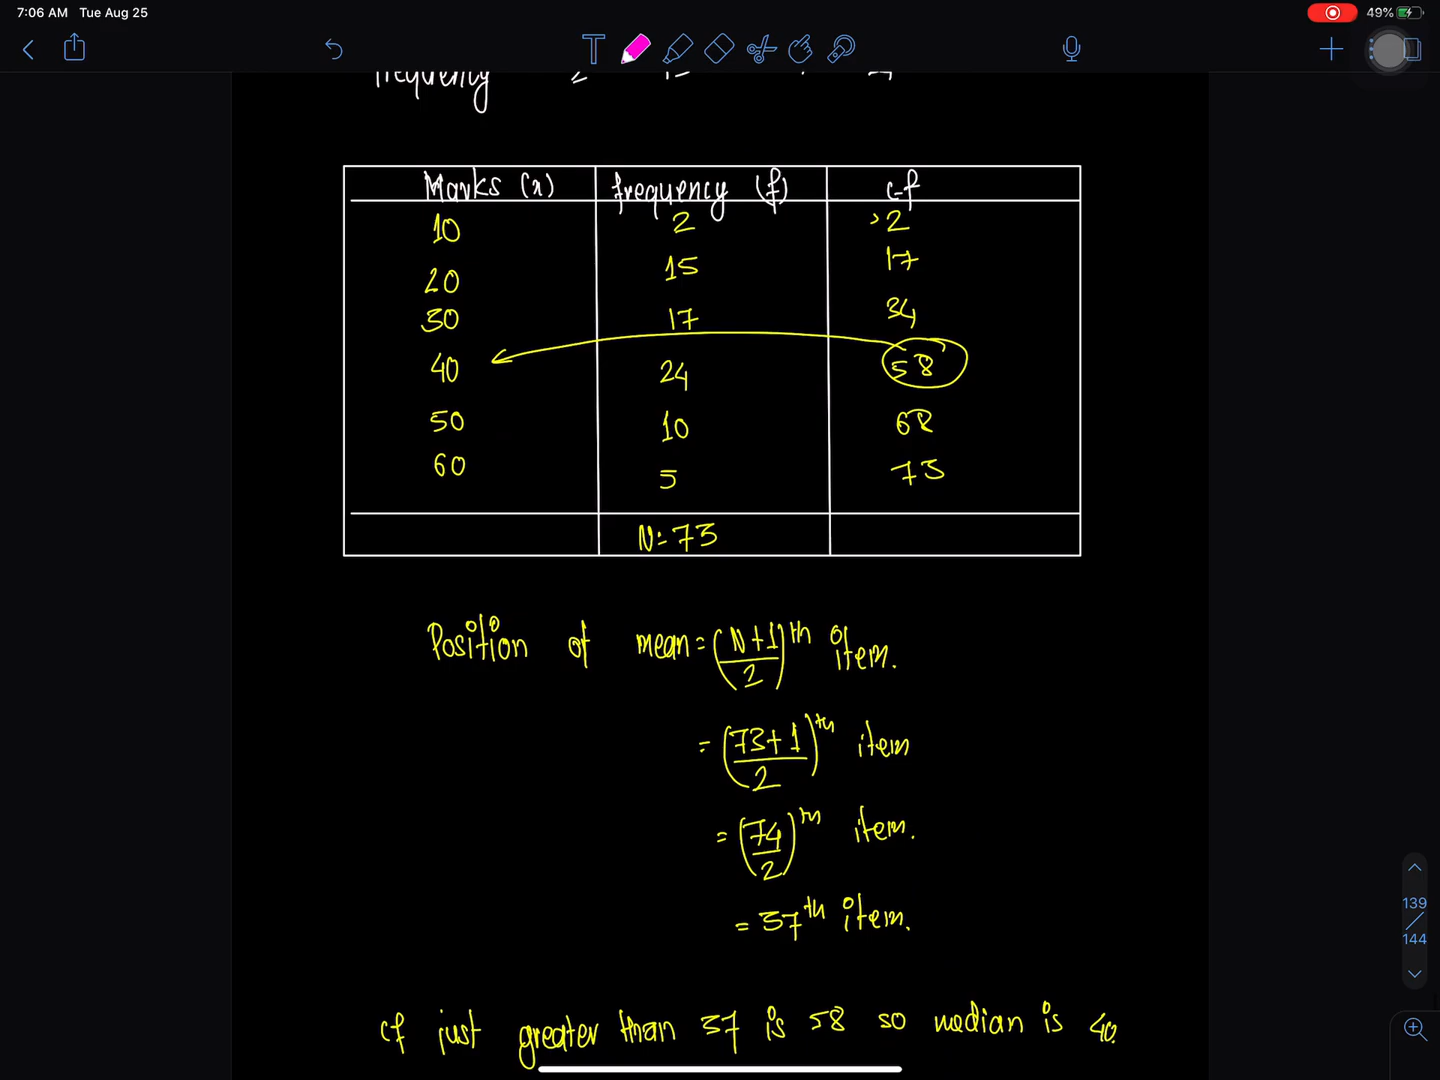 7:06 AM Tue Aug 25
49%
frequency
Marks (x) frequency (f) cf
10 2 2
20 15 17
30 17 34
40 24 58
50 10 68
60 5 73
N=73
Position of mean = (N+1/2)th item.
= (73+1/2)th item
= (74/2)th item.
= 37th item.
cf just greater than 37 is 58 so median is 40.
139
144